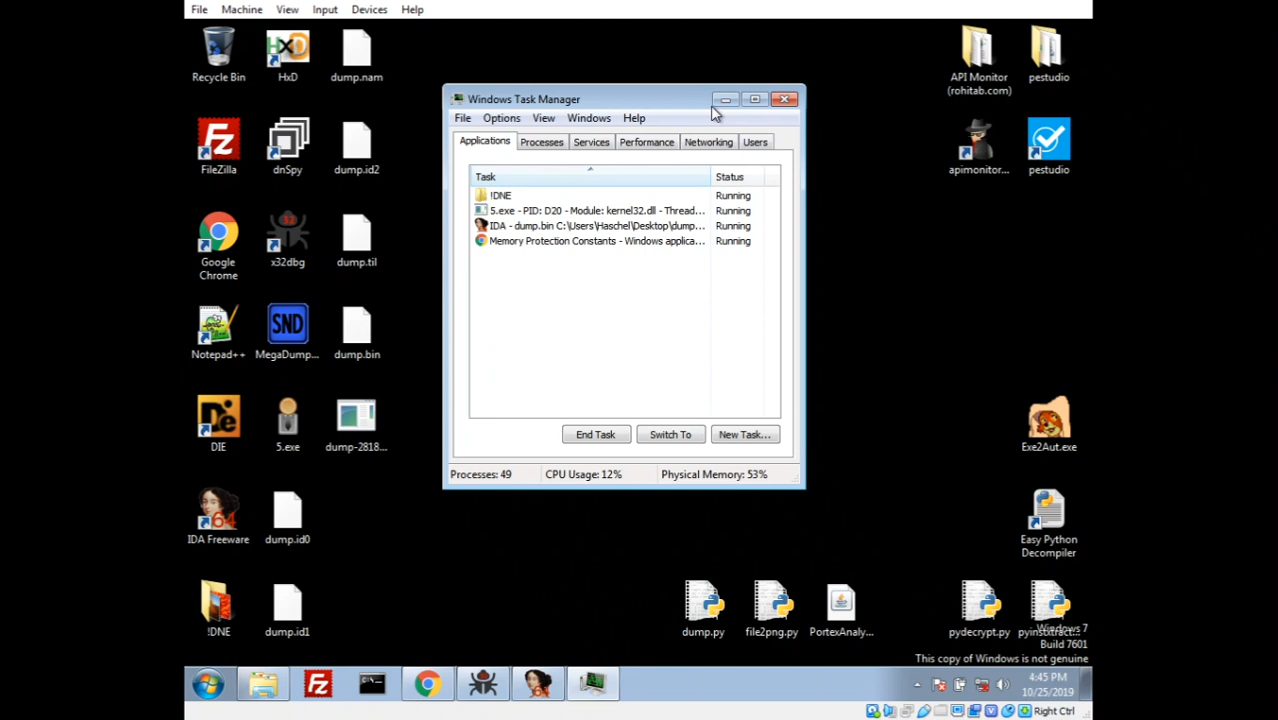 File Machine View Input Devices Help
Recycle Bin
HxD
dump.nam
API Monitor
(rohitab.com)
pestudio
Windows Task Manager
File Options View Windows Help
Applications Processes Services Performance Networking Users
Task Status
!DNE Running
5.exe - PID: D20 - Module: kernel32.dll - Thread... Running
IDA - dump.bin C:\Users\Haschel\Desktop\dump... Running
Memory Protection Constants - Windows applica... Running
FileZilla
dnSpy
dump.id2
apimonitor...
pestudio
Google
Chrome
x32dbg
dump.til
Notepad++
SND
MegaDump...
dump.bin
DIE
5.exe
dump-2818...
Exe2Aut.exe
End Task Switch To New Task...
Processes: 49 CPU Usage: 12% Physical Memory: 53%
64
IDA Freeware
dump.id0
Easy Python
Decompiler
!DNE
dump.id1
dump.py
file2png.py
PortexAnaly...
pydecrypt.py
pyinstxtract...
Windows 7
Build 7601
This copy of Windows is not genuine
64
4:45 PM
10/25/2019
Right Ctrl